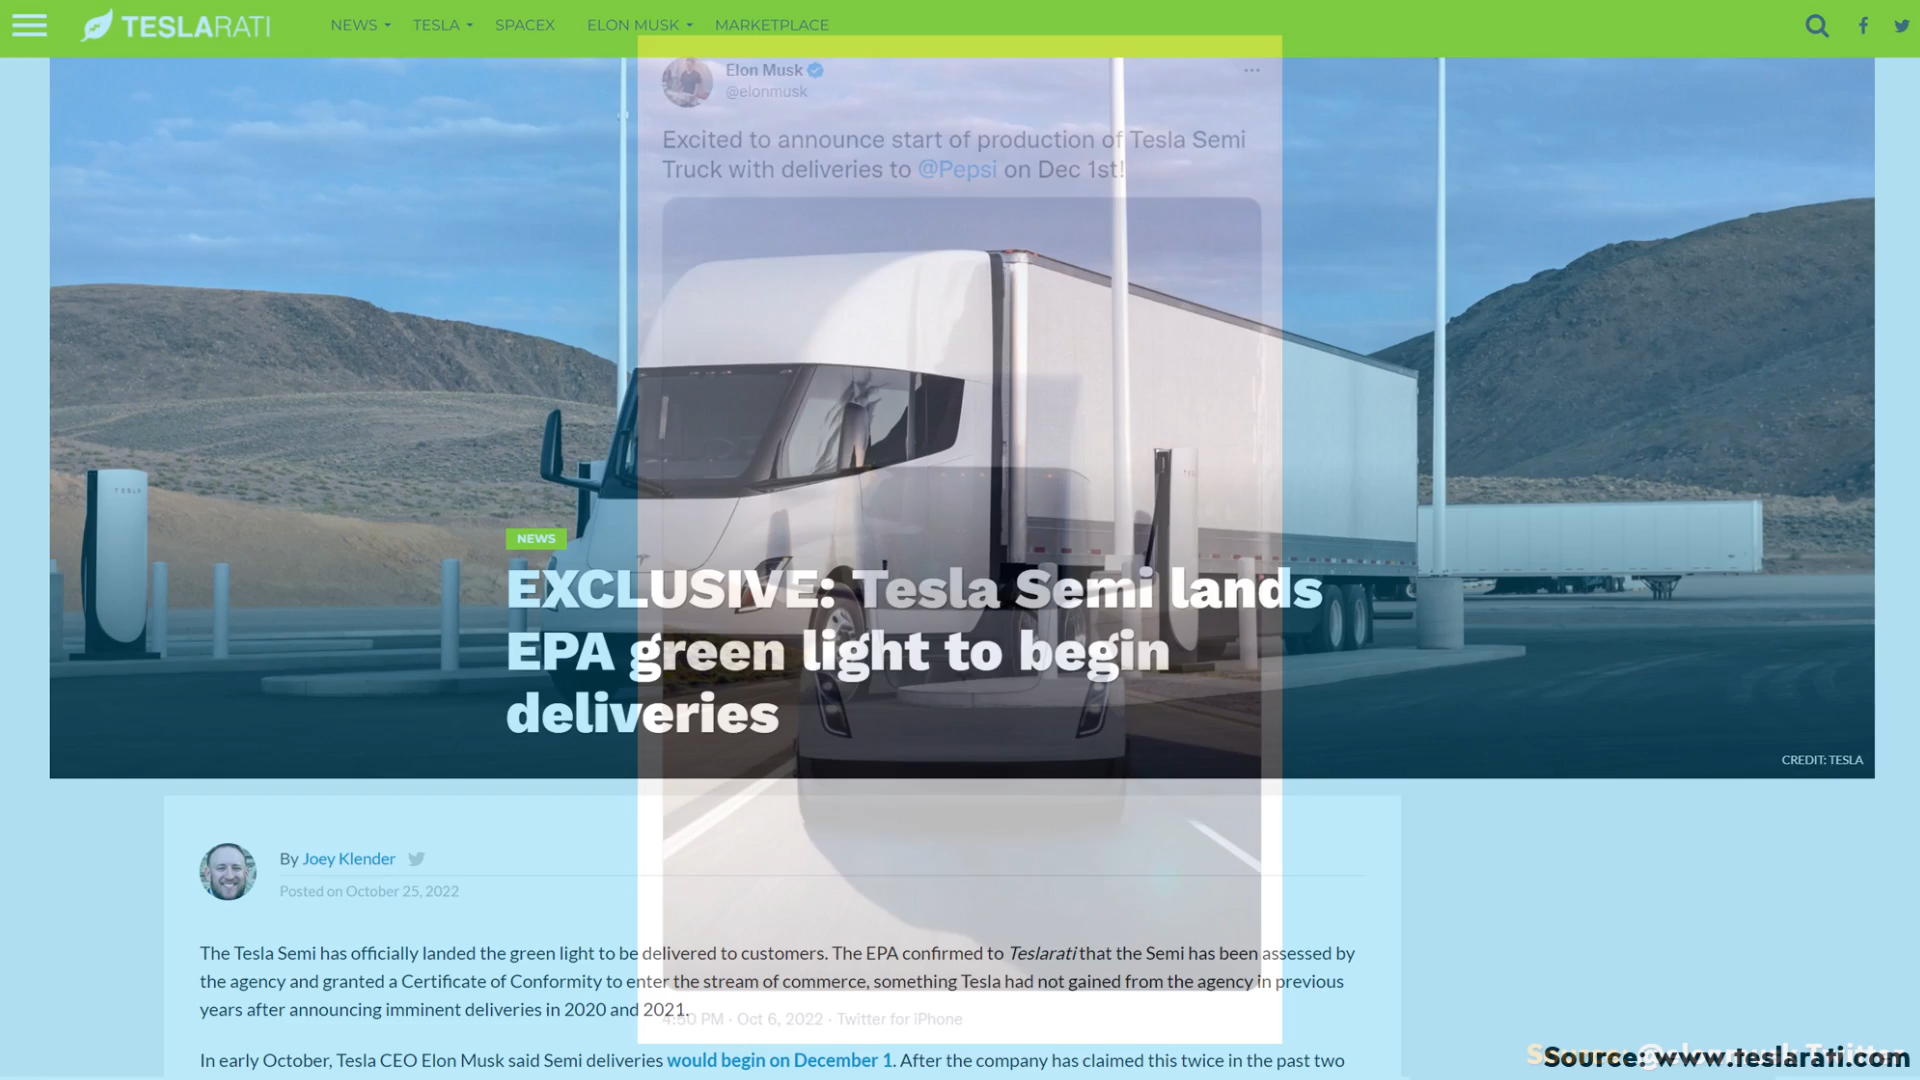 TESLARATI
NEWS TESLA SPACEX ELON MUSK MARKETPLACE
Elon Musk
@elonmusk
Excited to announce start of production of Tesla Semi
Truck with deliveries to @Pepsi on Dec 1st!
TESLA
NEWS
EXCLUSIVE: Tesla Semi lands
EPA green light to begin
deliveries
CREDIT: TESLA
By Joey Klender
Posted on October 25, 2022
The Tesla Semi has officially landed the green light to be delivered to customers. The EPA confirmed to Teslarati that the Semi has been assessed by
the agency and granted a Certificate of Conformity to enter the stream of commerce, something Tesla had not gained from the agency in previous
years after announcing imminent deliveries in 2020 and 2021.
4:50 PM · Oct 6, 2022 · Twitter for iPhone
In early October, Tesla CEO Elon Musk said Semi deliveries would begin on December 1. After the company has claimed this twice in the past two
Source: www.teslarati.com